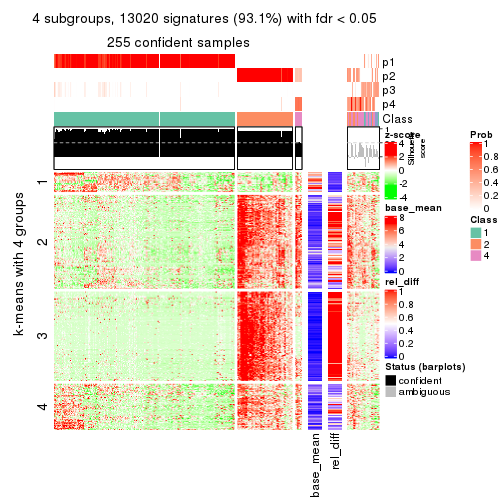 4 subgroups, 13020 signatures (93.1%) with fdr < 0.05
255 confident samples
p1
p2
p3
p4
Class
1
0
Silhouette
score
k-means with 4 groups
1
2
3
4
base_mean
rel_diff
z-score
4
2
0
-2
-4
base_mean
8
6
4
2
0
rel_diff
1
0.8
0.6
0.4
0.2
0
Status (barplots)
confident
ambiguous
Prob
1
0.8
0.6
0.4
0.2
0
Class
1
2
4